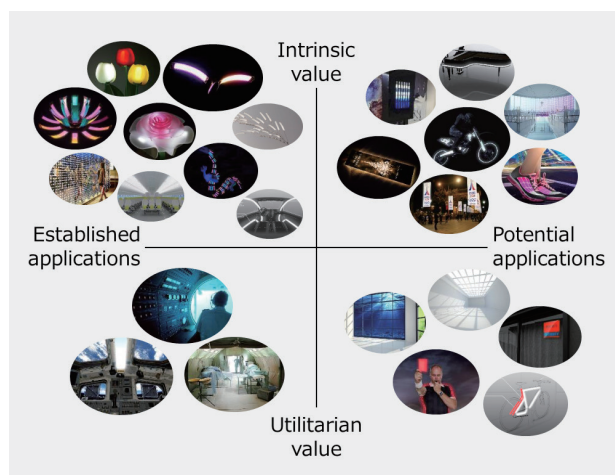 Intrinsic
value
Established
applications
Potential
applications
Utilitarian
value